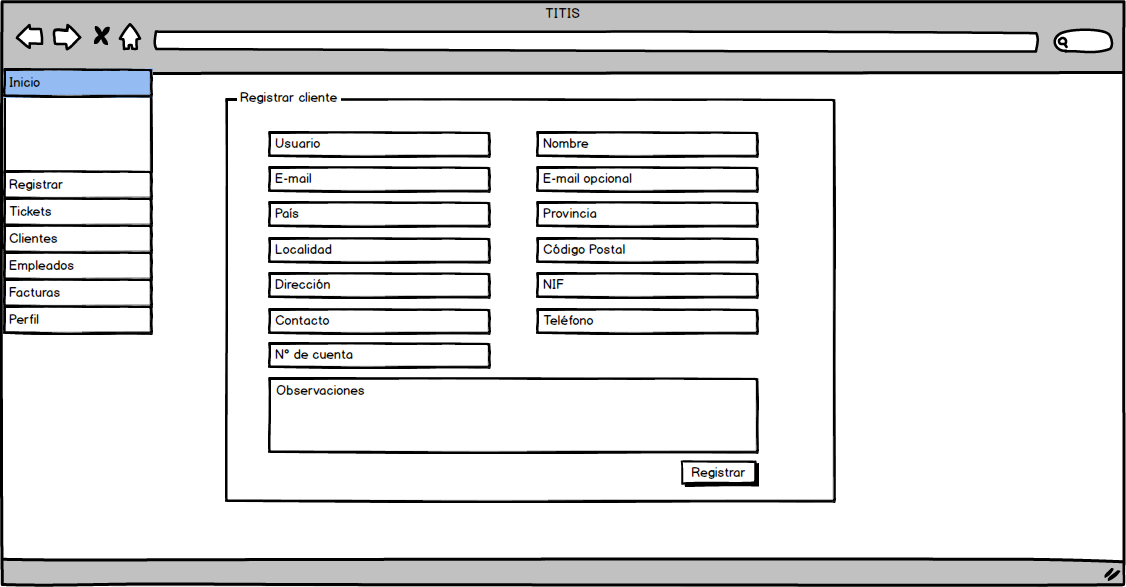 TITIS
Inicio
Registrar
Tickets
Clientes
Empleados
Facturas
Perfil
Registrar cliente
Usuario
Nombre
E-mail
E-mail opcional
País
Provincia
Localidad
Código Postal
Dirección
NIF
Contacto
Teléfono
Nº de cuenta
Observaciones
Registrar